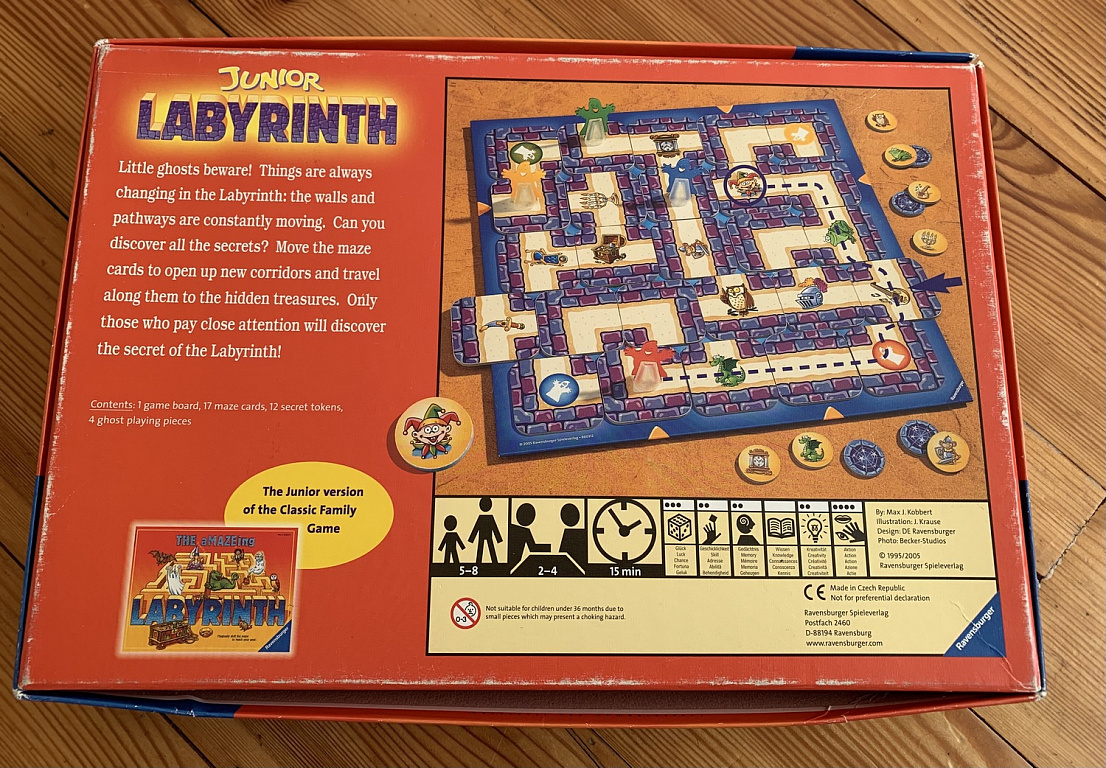 JUNIOR
LABYRINTH
Little ghosts beware! Things are always
changing in the Labyrinth: the walls and
pathways are constantly moving. Can you
discover all the secrets? Move the maze
cards to open up new corridors and travel
along them to the hidden treasures. Only
those who pay close attention will discover
the secret of the Labyrinth!
Contents: 1 game board, 17 maze cards, 12 secret tokens,
4 ghost playing pieces
The Junior version
of the Classic Family
Game
THE aMAZEing
LABYRINTH
Ravensburger
Ravensburger
5–8
2–4
15 min
Glück
Luck
Chance
Fortuna
Geluk
Geschicklichkeit
Skill
Adresse
Abilità
Behendigheid
Gedächtnis
Memory
Mémoire
Memoria
Geheugen
Wissen
Knowledge
Connaissances
Conoscenza
Kennis
Kreativität
Creativity
Créativité
Creatività
Creativiteit
Aktion
Action
Action
Azione
Actie
By: Max J. Kobbert
Illustration: J. Krause
Design: DE Ravensburger
Photo: Becker-Studios
© 1995/2005
Ravensburger Spieleverlag
0-3
Not suitable for children under 36 months due to
small pieces which may present a choking hazard.
CE Made in Czech Republic
Not for preferential declaration
Ravensburger Spieleverlag
Postfach 2460
D-88194 Ravensburg
www.ravensburger.com
Ravensburger